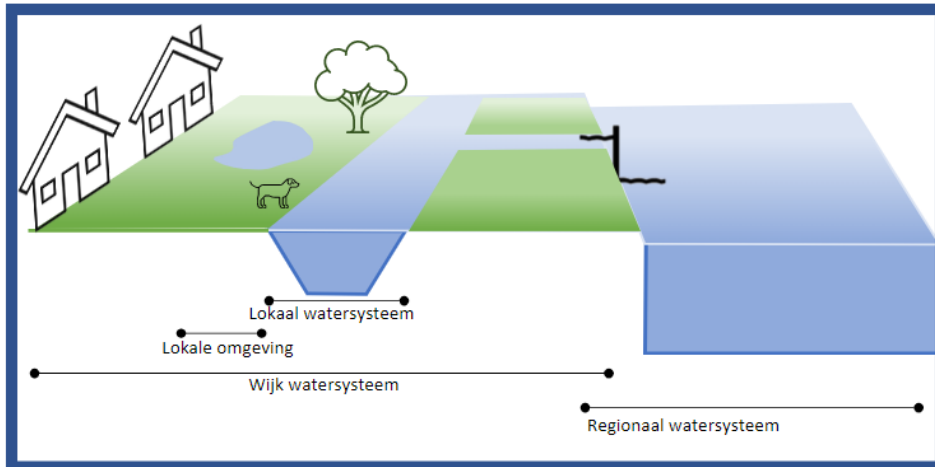 Lokaal watersysteem
Lokale omgeving
Wijk watersysteem
Regionaal watersysteem